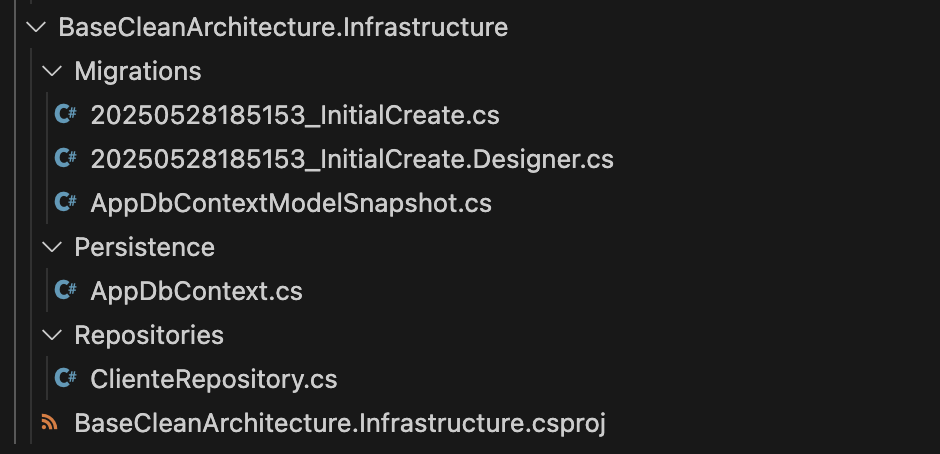 BaseCleanArchitecture.Infrastructure
Migrations
C# 20250528185153_InitialCreate.cs
C# 20250528185153_InitialCreate.Designer.cs
C# AppDbContextModelSnapshot.cs
Persistence
C# AppDbContext.cs
Repositories
C# ClienteRepository.cs
BaseCleanArchitecture.Infrastructure.csproj